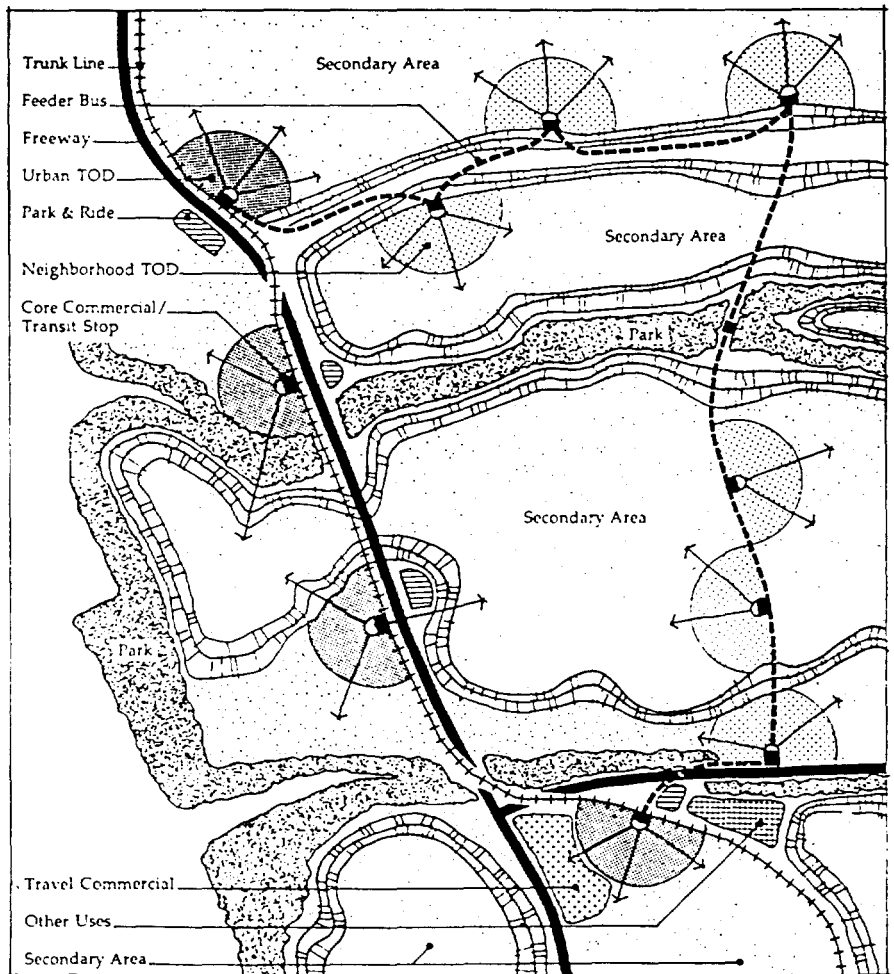 Trunk Line
Secondary Area
Feeder Bus
Freeway
Urban TOD
Park & Ride
Secondary Area
Neighborhood TOD
Core Commercial/
Transit Stop
Park
Secondary Area
Park
Travel Commercial
Other Uses
Secondary Area